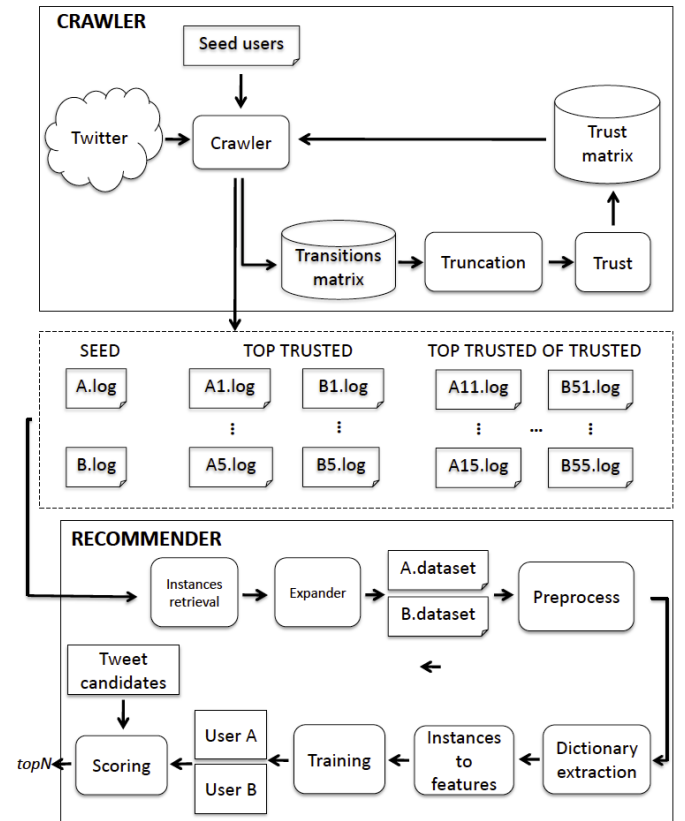 CRAWLER
Seed users
Twitter
Crawler
Trust
matrix
Transitions
matrix
Truncation
Trust
SEED
TOP TRUSTED
TOP TRUSTED OF TRUSTED
A.log
A1.log
B1.log
A11.log
B51.log
⋮
⋮
⋮
...
⋮
B.log
A5.log
B5.log
A15.log
B55.log
RECOMMENDER
Instances
retrieval
Expander
A.dataset
B.dataset
Preprocess
Tweet
candidates
topN
Scoring
User A
User B
Training
Instances
to
features
Dictionary
extraction